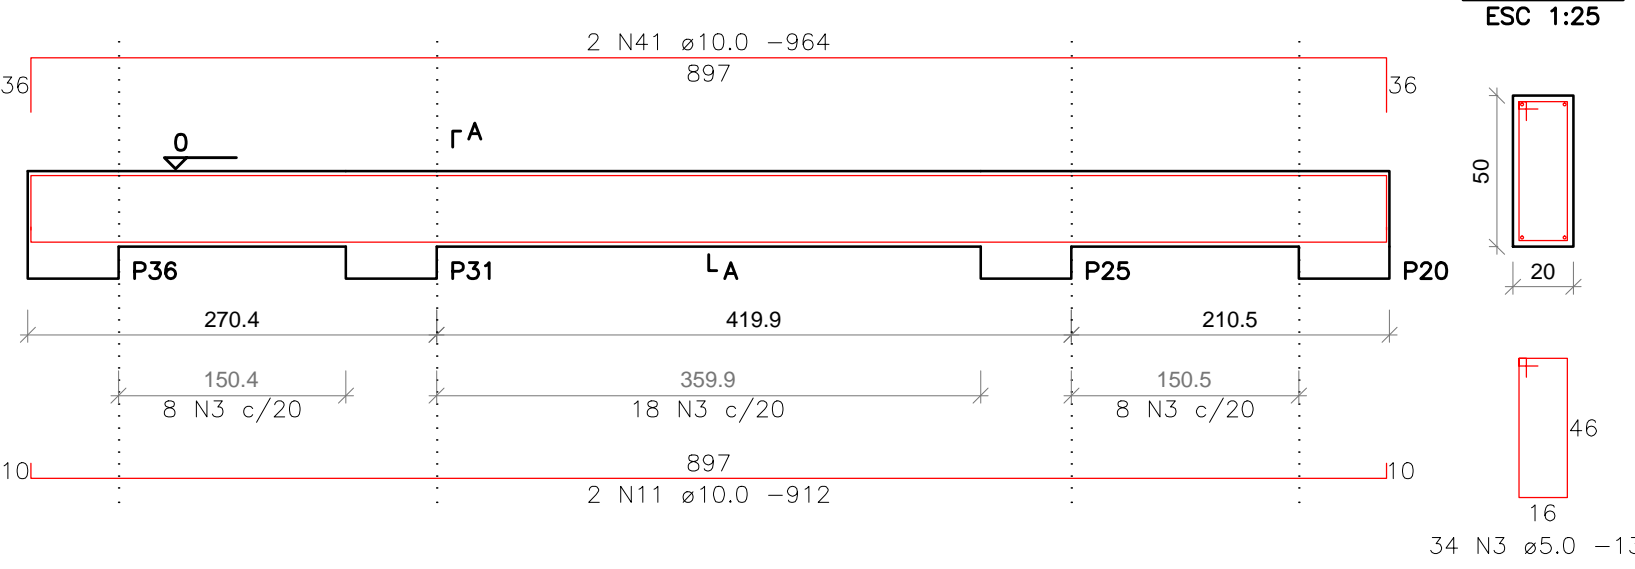 ESC 1:25
2 N41 ø10.0 −964
897
36
36
A
0
50
A
P36
P31
P25
P20
20
270.4
419.9
210.5
150.4
359.9
150.5
8 N3 c/20
18 N3 c/20
8 N3 c/20
46
897
10
10
2 N11 ø10.0 −912
16
34 N3 ø5.0